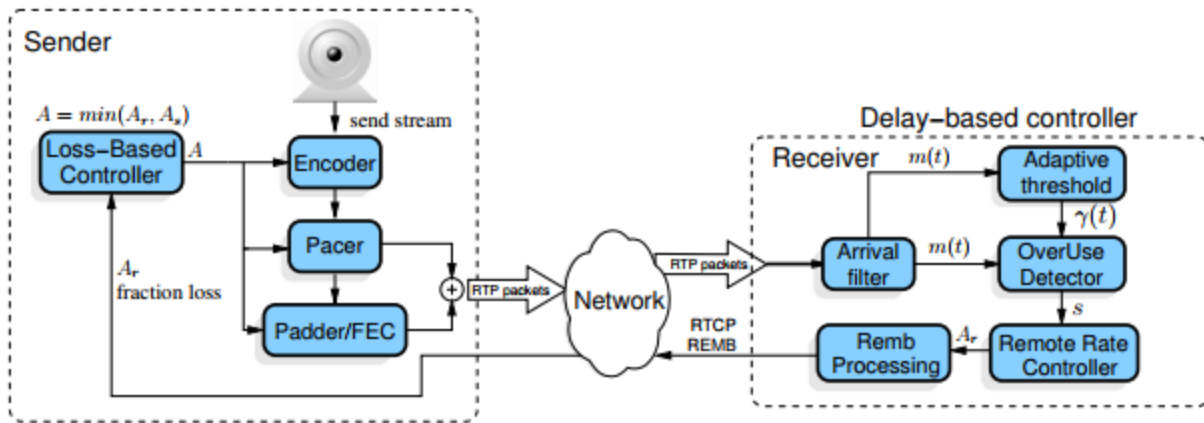 Sender
A = min(Aᵣ, Aₛ)
Loss−Based
Controller
A
send stream
Encoder
Pacer
Padder/FEC
Aᵣ
fraction loss
+
RTP packets
Network
RTP packets
RTCP
REMB
Delay−based controller
Receiver
m(t)
Adaptive
threshold
γ(t)
Arrival
filter
m(t)
OverUse
Detector
s
Remb
Processing
Aᵣ
Remote Rate
Controller